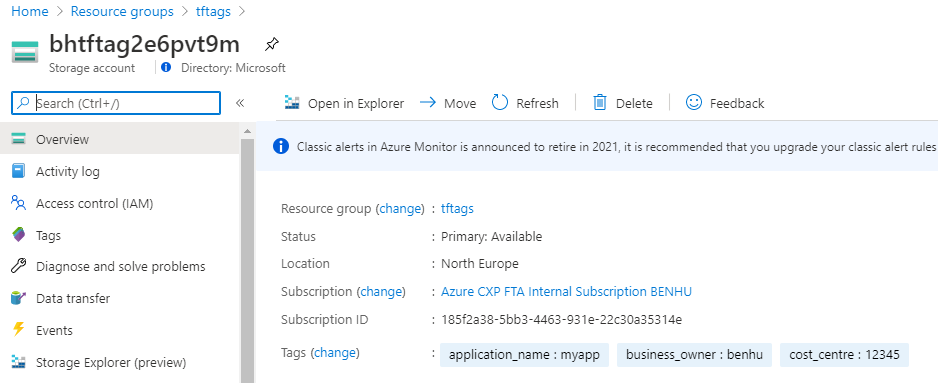 Home > Resource groups > tftags >
bhtftag2e6pvt9m
Storage account | Directory: Microsoft
Search (Ctrl+/) «
Open in Explorer Move Refresh Delete Feedback
Overview
Activity log
Access control (IAM)
Tags
Diagnose and solve problems
Data transfer
Events
Storage Explorer (preview)
Classic alerts in Azure Monitor is announced to retire in 2021, it is recommended that you upgrade your classic alert rules
Resource group (change) : tftags
Status : Primary: Available
Location : North Europe
Subscription (change) : Azure CXP FTA Internal Subscription BENHU
Subscription ID : 185f2a38-5bb3-4463-931e-22c30a35314e
Tags (change) : application_name : myapp business_owner : benhu cost_centre : 12345